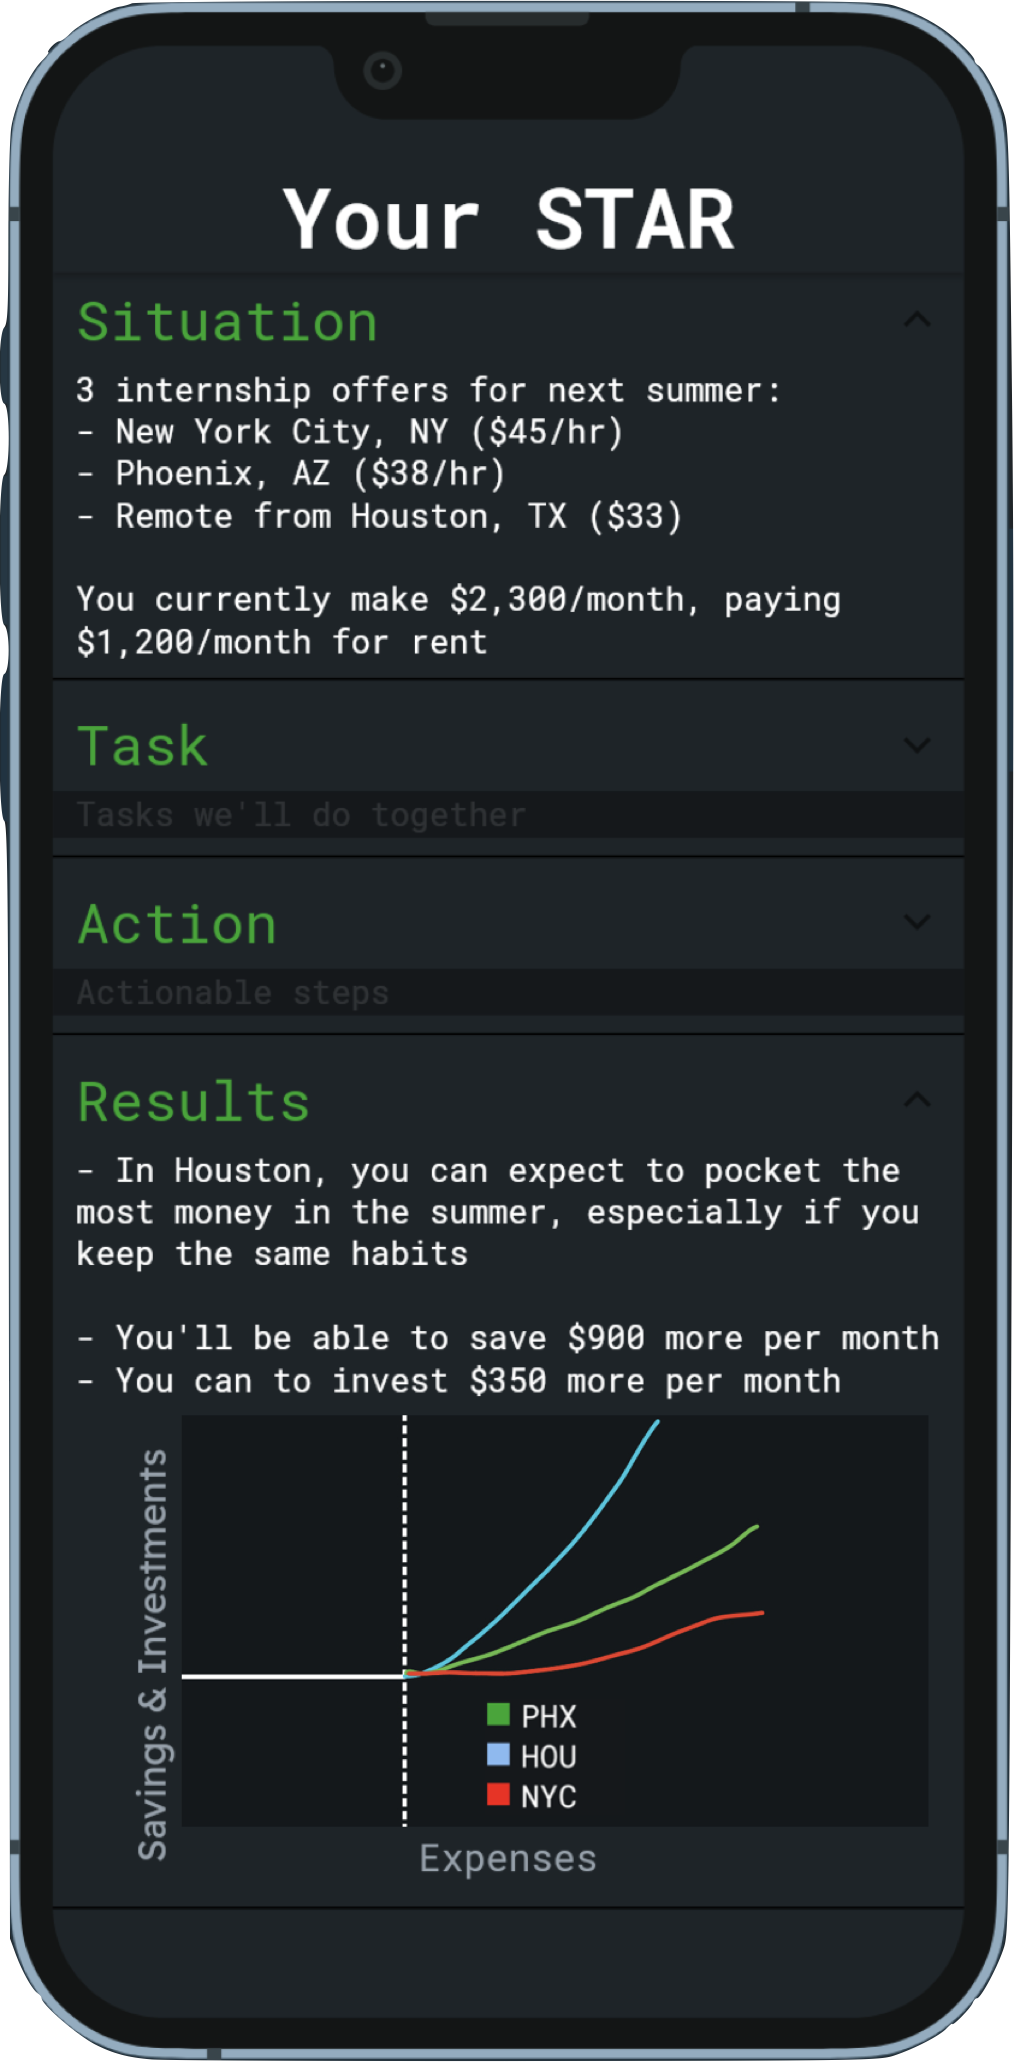 Your STAR
Situation
3 internship offers for next summer:
- New York City, NY ($45/hr)
- Phoenix, AZ ($38/hr)
- Remote from Houston, TX ($33)
You currently make $2,300/month, paying
$1,200/month for rent
Task
Tasks we'll do together
Action
Actionable steps
Results
- In Houston, you can expect to pocket the
most money in the summer, especially if you
keep the same habits
- You'll be able to save $900 more per month
- You can to invest $350 more per month
Savings & Investments
PHX
HOU
NYC
Expenses